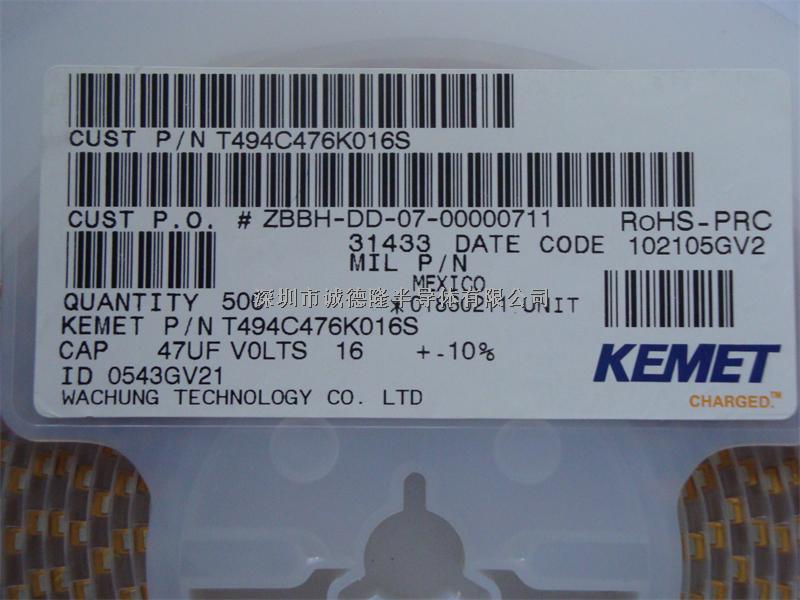 CUST P/N T494C476K016S
CUST P.O. # ZBBH-DD-07-00000711 RoHS-PRC
31433 DATE CODE 102105GV2
MIL P/N
MEXICO
QUANTITY 500
深圳市诚德隆半导体有限公司
UNIT
KEMET P/N T494C476K016S
CAP 47UF VOLTS 16 +-10%
KEMET
ID 0543GV21
CHARGED.™
WACHUNG TECHNOLOGY CO. LTD